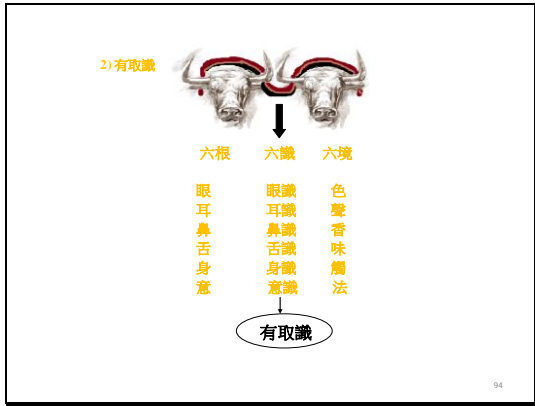 2)有取識
六根 六識 六境
眼 眼識 色
耳 耳識 聲
鼻 鼻識 香
舌 舌識 味
身 身識 觸
意 意識 法
有取識
94